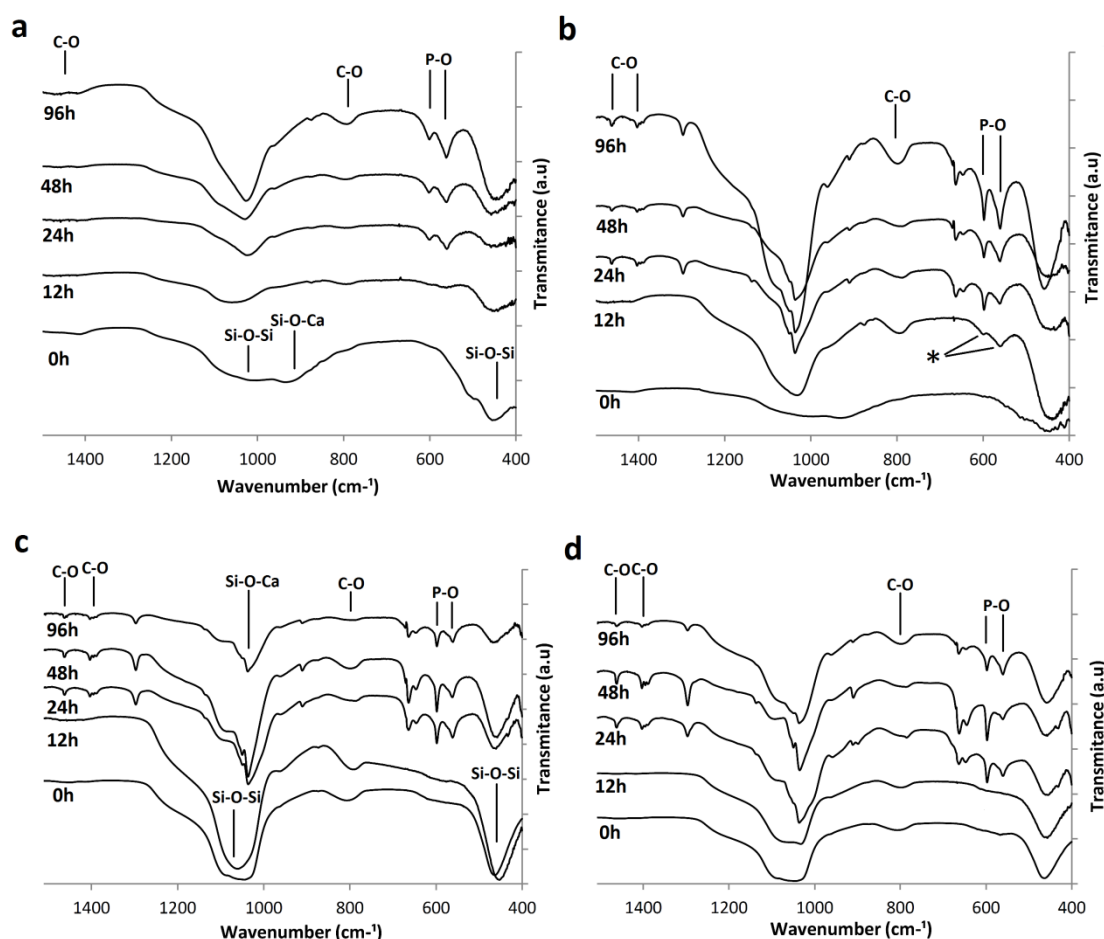 a
C-O
C-O
P-O
96h
48h
24h
12h
0h
Si-O-Si
Si-O-Ca
Si-O-Si
Transmitance (a.u)
1400 1200 1000 800 600 400
Wavenumber (cm-¹)
b
C-O
C-O
P-O
96h
48h
24h
12h
0h
*
Transmitance (a.u)
1400 1200 1000 800 600 400
Wavenumber (cm-¹)
c
C-O C-O
Si-O-Ca
C-O
P-O
96h
48h
24h
12h
0h
Si-O-Si
Si-O-Si
Transmitance (a.u)
1400 1200 1000 800 600 400
Wavenumber (cm-¹)
d
C-O C-O
C-O
P-O
96h
48h
24h
12h
0h
Transmitance (a.u)
1400 1200 1000 800 600 400
Wavenumber (cm-¹)